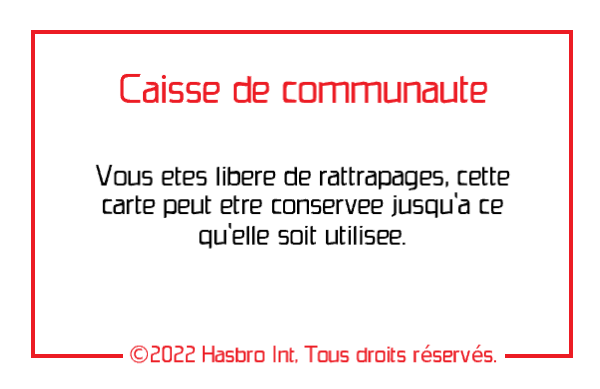 Caisse de communaute
Vous etes libere de rattrapages, cette
carte peut etre conservee jusqu'a ce
qu'elle soit utilisee.
©2022 Hasbro Int. Tous droits réservés.